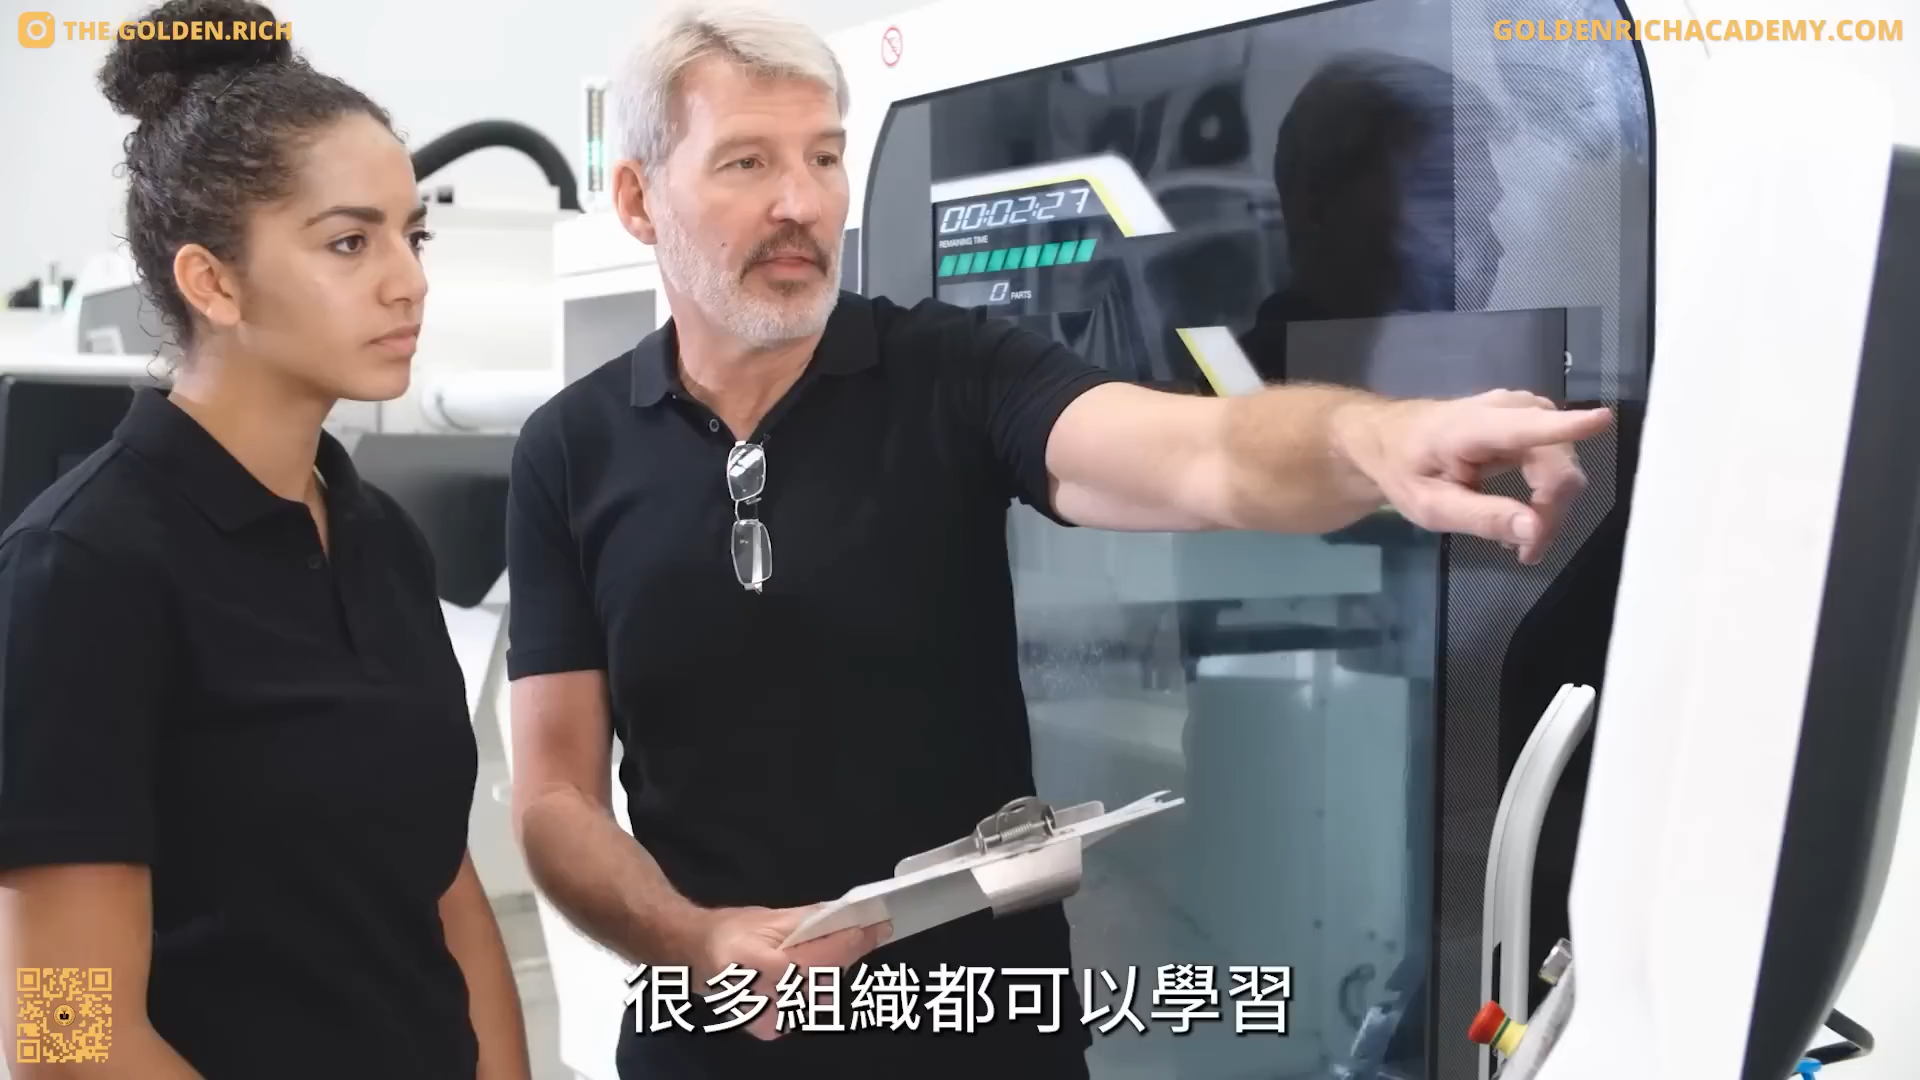 THE.GOLDEN.RICH
GOLDENRICHACADEMY.COM
00:02:27
REMAINING TIME
0 PARTS
很多組織都可以學習